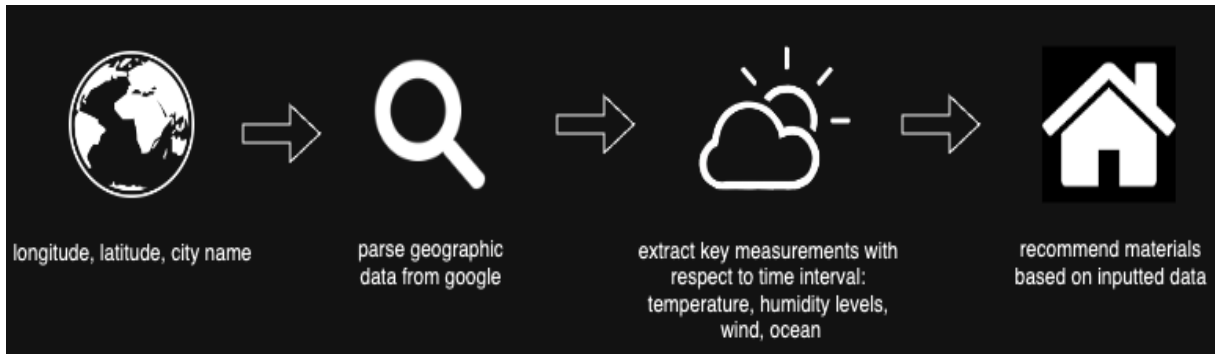 longitude, latitude, city name
parse geographic
data from google
extract key measurements with
respect to time interval:
temperature, humidity levels,
wind, ocean
recommend materials
based on inputted data